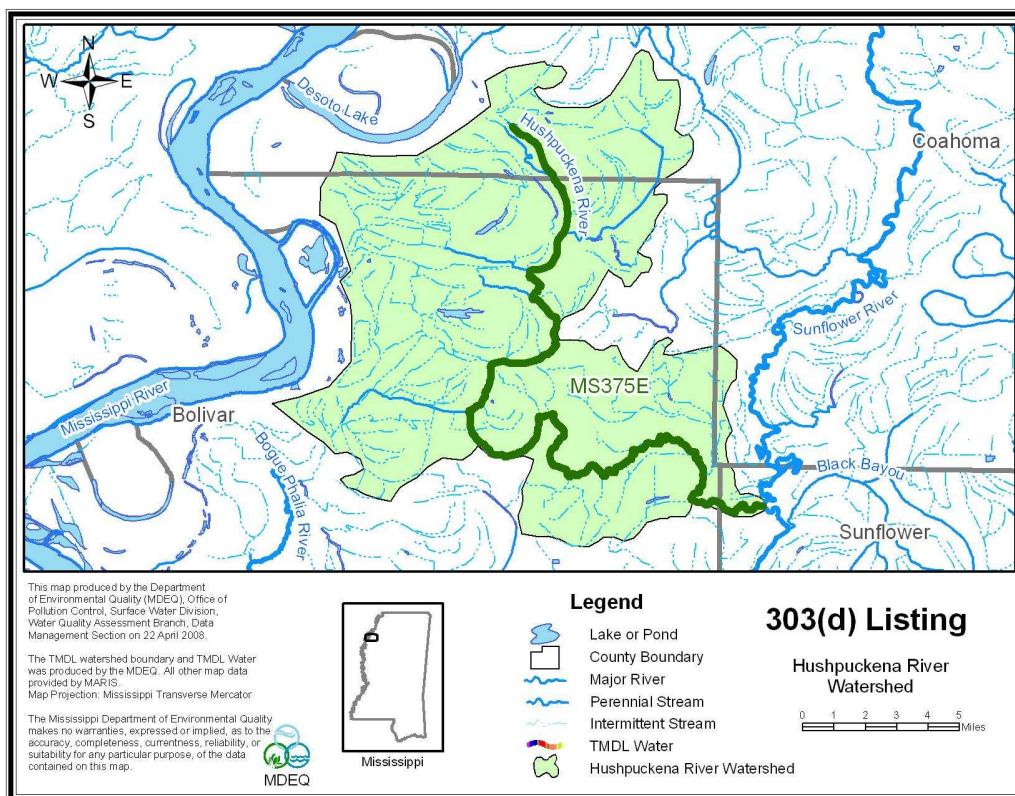 N
W E
S
Desoto Lake
Hushpuckena River
Coahoma
Sunflower River
MS375E
Mississippi River
Bolivar
Bogue Phalia River
Black Bayou
Sunflower
This map produced by the Department
of Environmental Quality (MDEQ), Office of
Pollution Control, Surface Water Division,
Water Quality Assessment Branch, Data
Management Section on 22 April 2008.
The TMDL watershed boundary and TMDL Water
was produced by the MDEQ. All other map data
provided by MARIS.
Map Projection: Mississippi Transverse Mercator
The Mississippi Department of Environmental Quality
makes no warranties, expressed or implied, as to the
accuracy, completeness, currentness, reliability, or
suitability for any particular purpose, of the data
contained on this map.
MDEQ
Mississippi
Legend
Lake or Pond
County Boundary
Major River
Perennial Stream
Intermittent Stream
TMDL Water
Hushpuckena River Watershed
303(d) Listing
Hushpuckena River
Watershed
0 1 2 3 4 5
Miles